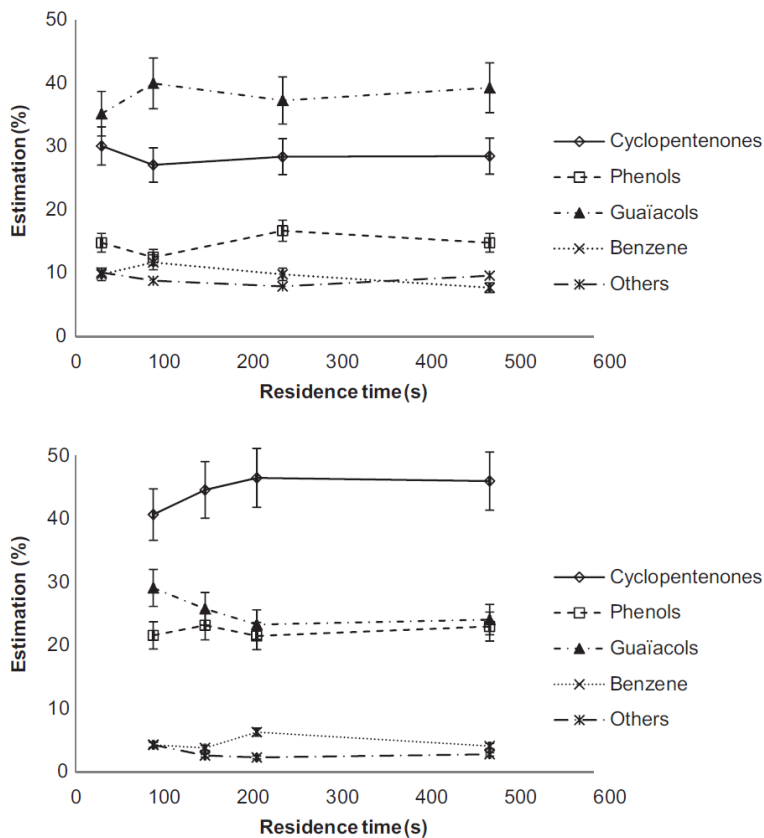 50
40
30
20
10
0
Estimation (%)
0 100 200 300 400 500 600
Residence time (s)
Cyclopentenones
Phenols
Guaïacols
Benzene
Others
50
40
30
20
10
0
Estimation (%)
0 100 200 300 400 500 600
Residence time (s)
Cyclopentenones
Phenols
Guaïacols
Benzene
Others